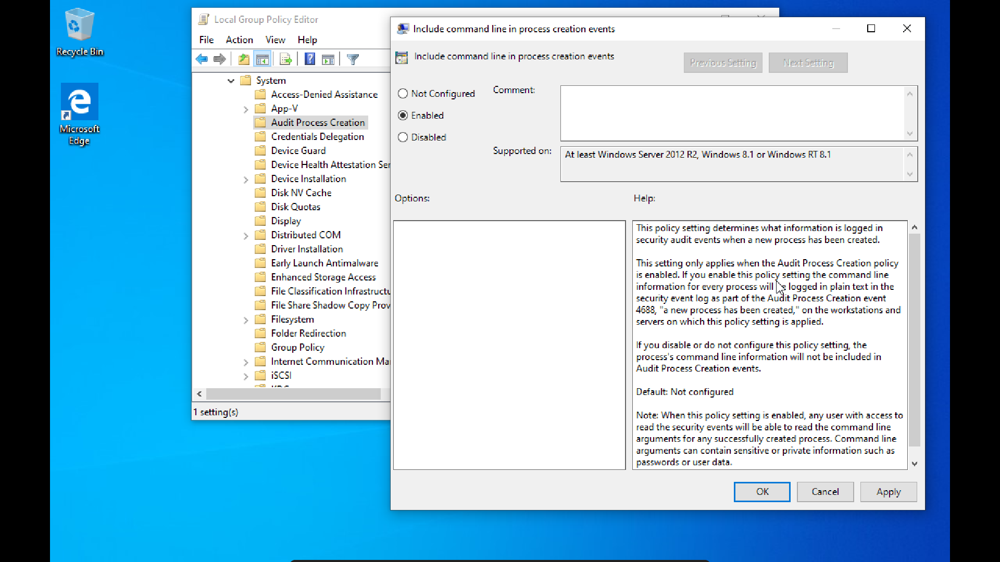 Recycle Bin
Microsoft
Edge
Local Group Policy Editor
File Action View Help
System
Access-Denied Assistance
App-V
Audit Process Creation
Credentials Delegation
Device Guard
Device Health Attestation Ser
Device Installation
Disk NV Cache
Disk Quotas
Display
Distributed COM
Driver Installation
Early Launch Antimalware
Enhanced Storage Access
File Classification Infrastructu
File Share Shadow Copy Prov
Filesystem
Folder Redirection
Group Policy
Internet Communication Ma
iSCSI
1 setting(s)
Include command line in process creation events
Include command line in process creation events
Previous Setting
Next Setting
Not Configured
Enabled
Disabled
Comment:
Supported on:
At least Windows Server 2012 R2, Windows 8.1 or Windows RT 8.1
Options:
Help:
This policy setting determines what information is logged in
security audit events when a new process has been created.
This setting only applies when the Audit Process Creation policy
is enabled. If you enable this policy setting the command line
information for every process will be logged in plain text in the
security event log as part of the Audit Process Creation event
4688, "a new process has been created," on the workstations and
servers on which this policy setting is applied.
If you disable or do not configure this policy setting, the
process's command line information will not be included in
Audit Process Creation events.
Default: Not configured
Note: When this policy setting is enabled, any user with access to
read the security events will be able to read the command line
arguments for any successfully created process. Command line
arguments can contain sensitive or private information such as
passwords or user data.
OK
Cancel
Apply